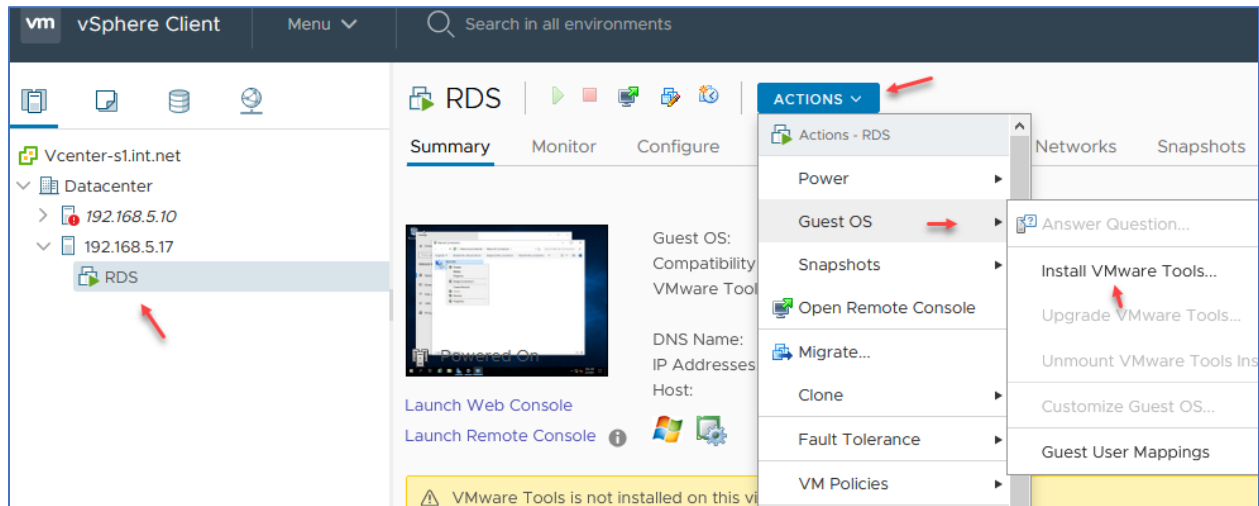 vm vSphere Client Menu Search in all environments
RDS ACTIONS
Summary Monitor Configure Networks Snapshots
Vcenter-s1.int.net
Datacenter
192.168.5.10
192.168.5.17
RDS
Powered On
Launch Web Console
Launch Remote Console
Guest OS:
Compatibility
VMware Tool
DNS Name:
IP Addresses
Host:
VMware Tools is not installed on this vi
Actions - RDS
Power
Guest OS
Snapshots
Open Remote Console
Migrate...
Clone
Fault Tolerance
VM Policies
Answer Question...
Install VMware Tools...
Upgrade VMware Tools...
Unmount VMware Tools Ins
Customize Guest OS...
Guest User Mappings